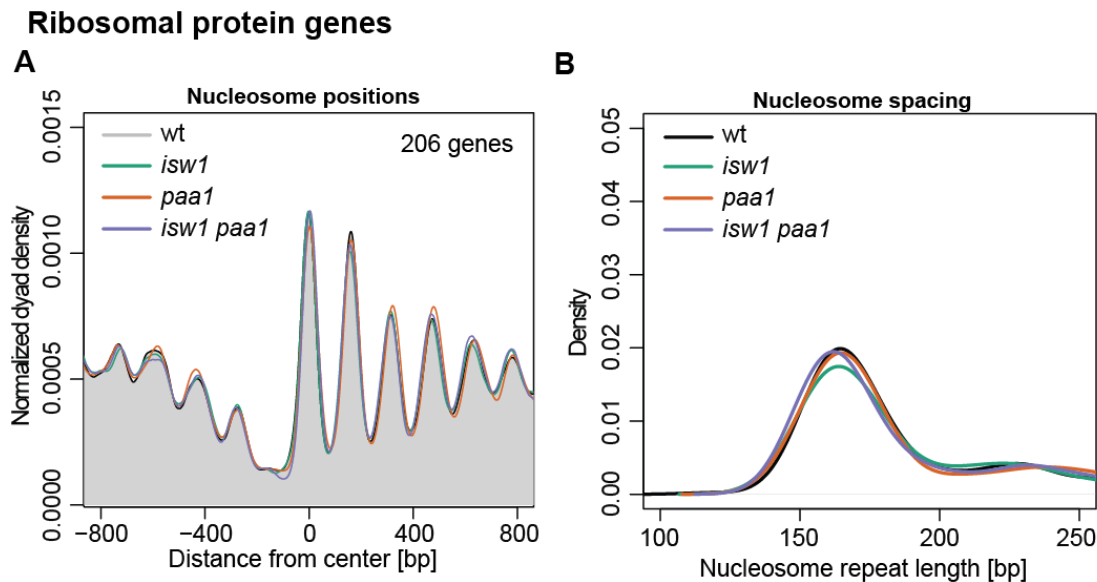 Ribosomal protein genes
A
Nucleosome positions
Normalized dyad density
0.0015
0.0010
0.0005
0.0000
wt
isw1
paa1
isw1 paa1
206 genes
−800
−400
0
400
800
Distance from center [bp]
B
Nucleosome spacing
Density
0.05
0.04
0.03
0.02
0.01
0.00
wt
isw1
paa1
isw1 paa1
100
150
200
250
Nucleosome repeat length [bp]